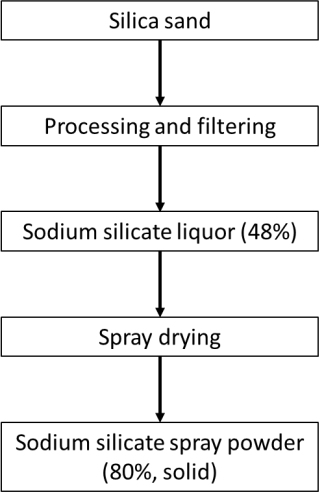 Silica sand
Processing and filtering
Sodium silicate liquor (48%)
Spray drying
Sodium silicate spray powder
(80%, solid)